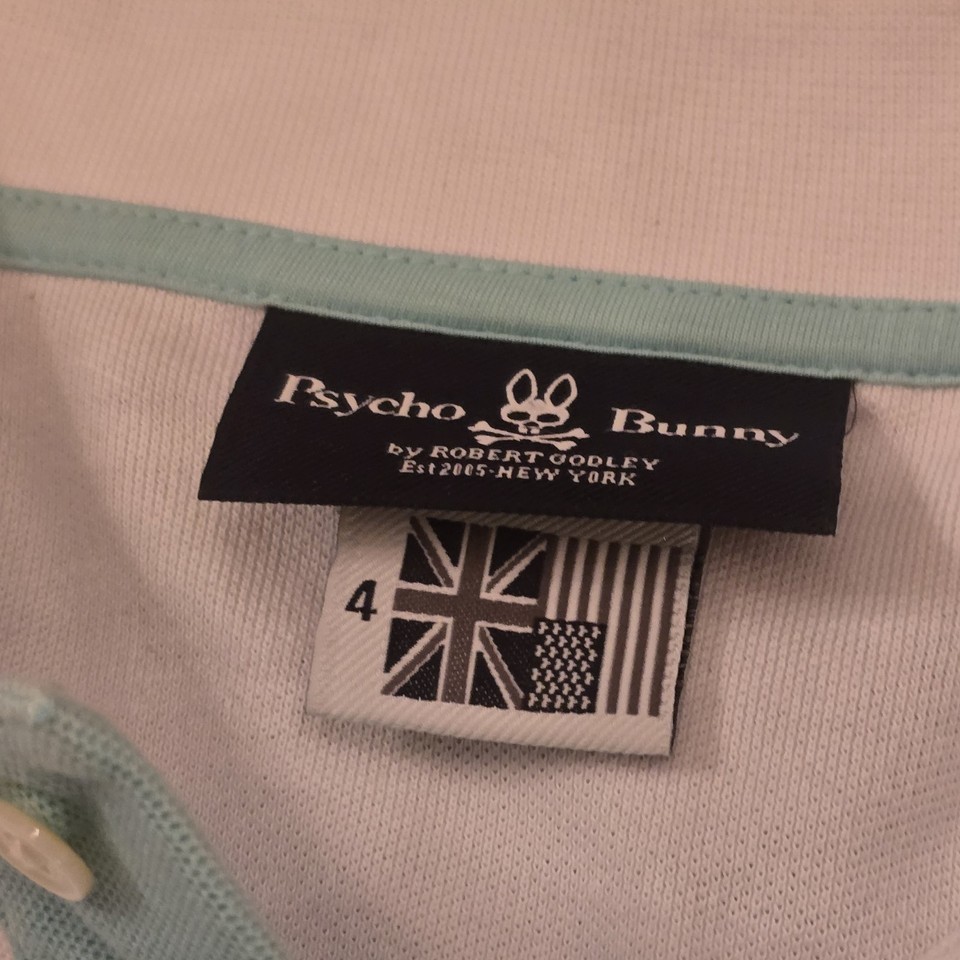 Psycho Bunny
by ROBERT GODLEY
Est 2005-NEW YORK
4